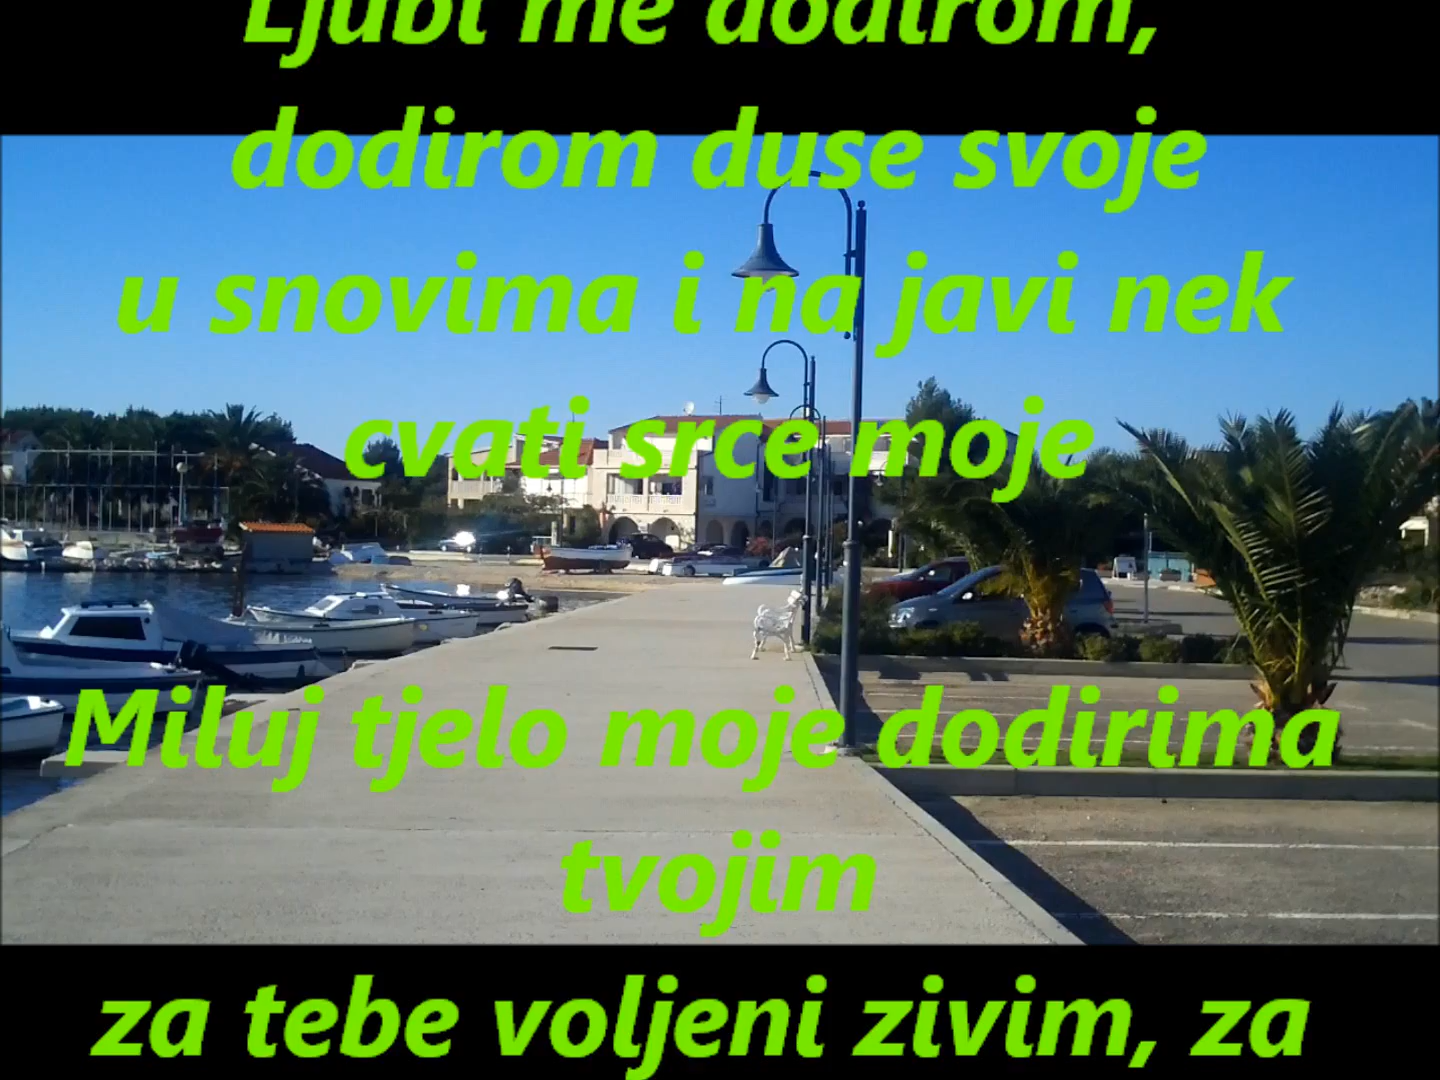 Ljubi me dodirom,
dodirom duse svoje
u snovima i na javi nek
cvati srce moje
Miluj tjelo moje dodirima
tvojim
za tebe voljeni zivim, za